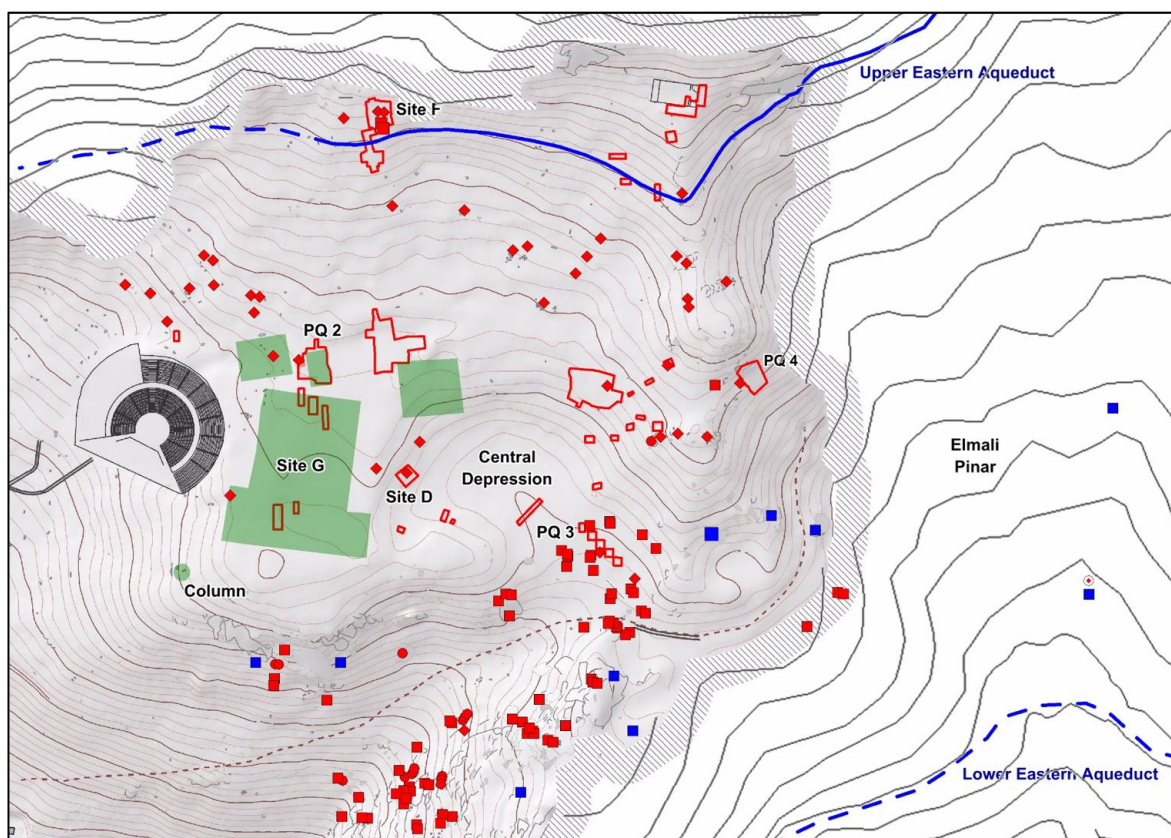 Upper Eastern Aqueduct
Site F
PQ 2
PQ 4
Elmali
Pinar
Central
Depression
Site G
Site D
PQ 3
Column
Lower Eastern Aqueduct